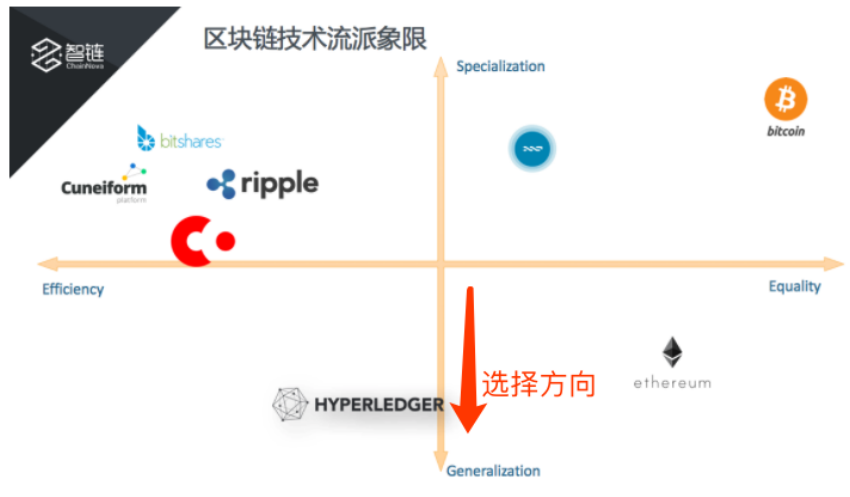 智链
ChainNova
区块链技术流派象限
Specialization
bitcoin
bitshares
Cuneiform
platform
ripple
Efficiency
Equality
选择方向
ethereum
HYPERLEDGER
Generalization